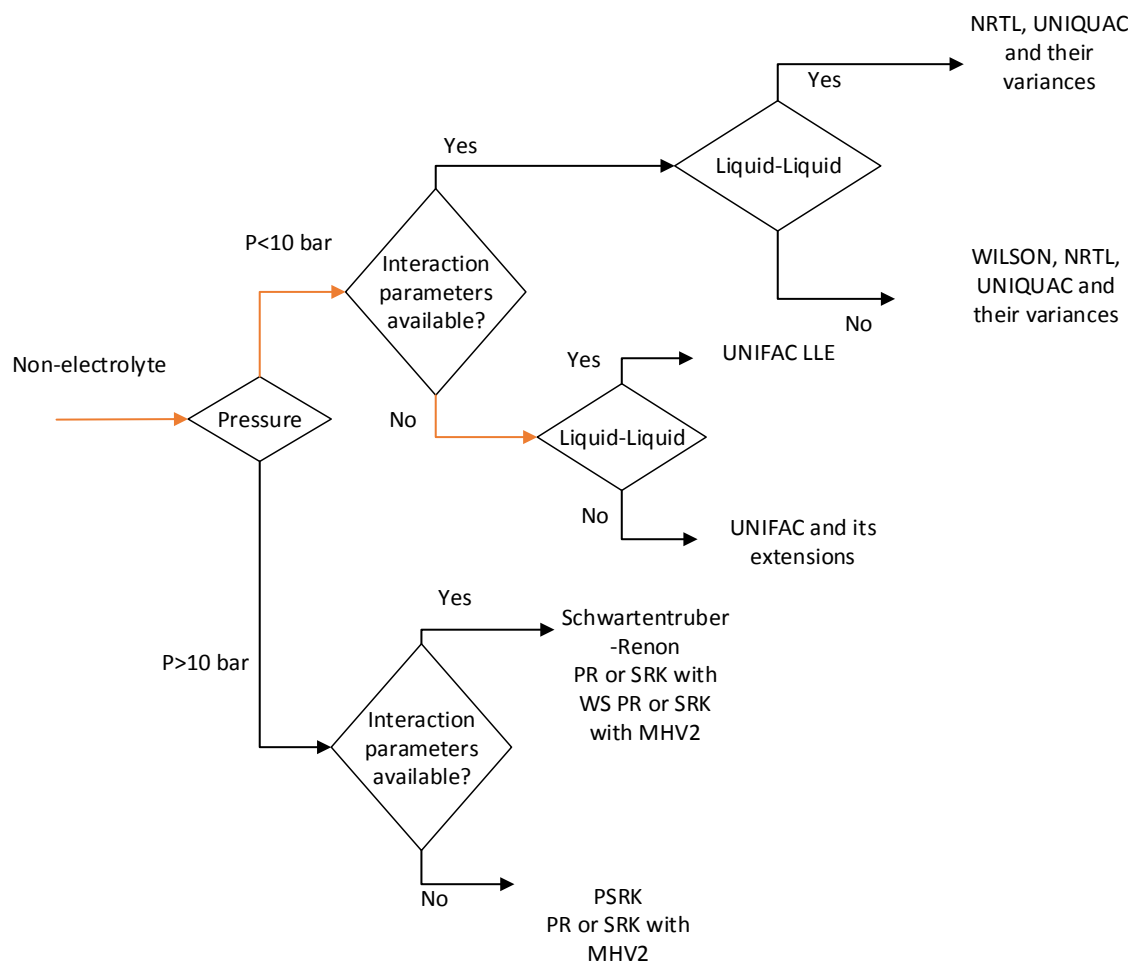 NRTL, UNIQUAC
and their
variances
Yes
Yes
Liquid-Liquid
P<10 bar
Interaction
parameters
available?
WILSON, NRTL,
UNIQUAC and
their variances
No
Non-electrolyte
Yes
UNIFAC LLE
Pressure
No
Liquid-Liquid
No
UNIFAC and its
extensions
Yes
Schwartentruber
-Renon
PR or SRK with
WS PR or SRK
with MHV2
P>10 bar
Interaction
parameters
available?
No
PSRK
PR or SRK with
MHV2